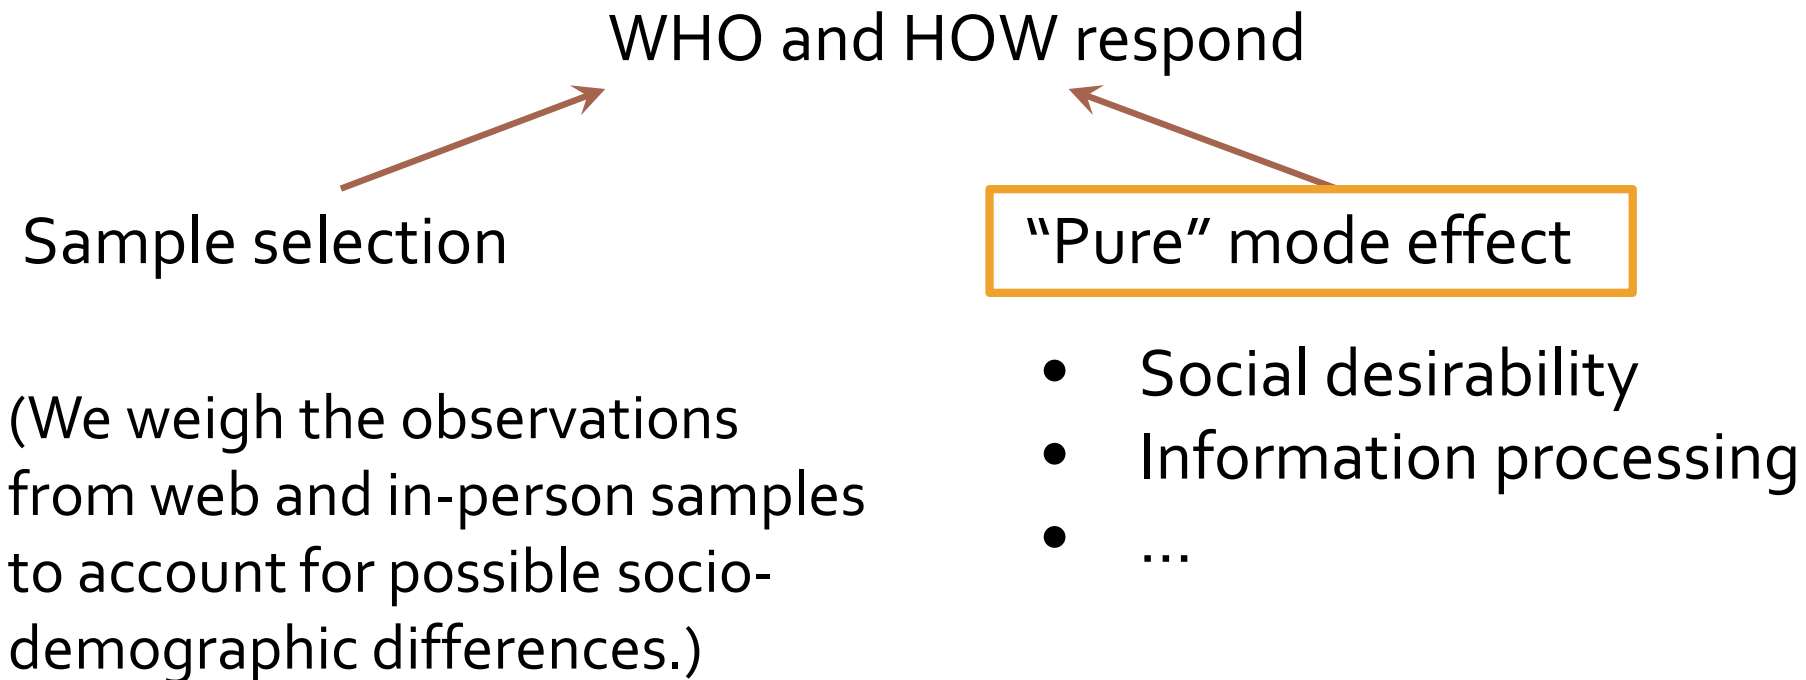 WHO and HOW respond
Sample selection
“Pure” mode effect
(We weigh the observations
from web and in-person samples
to account for possible socio-
demographic differences.)
• Social desirability
• Information processing
• ...